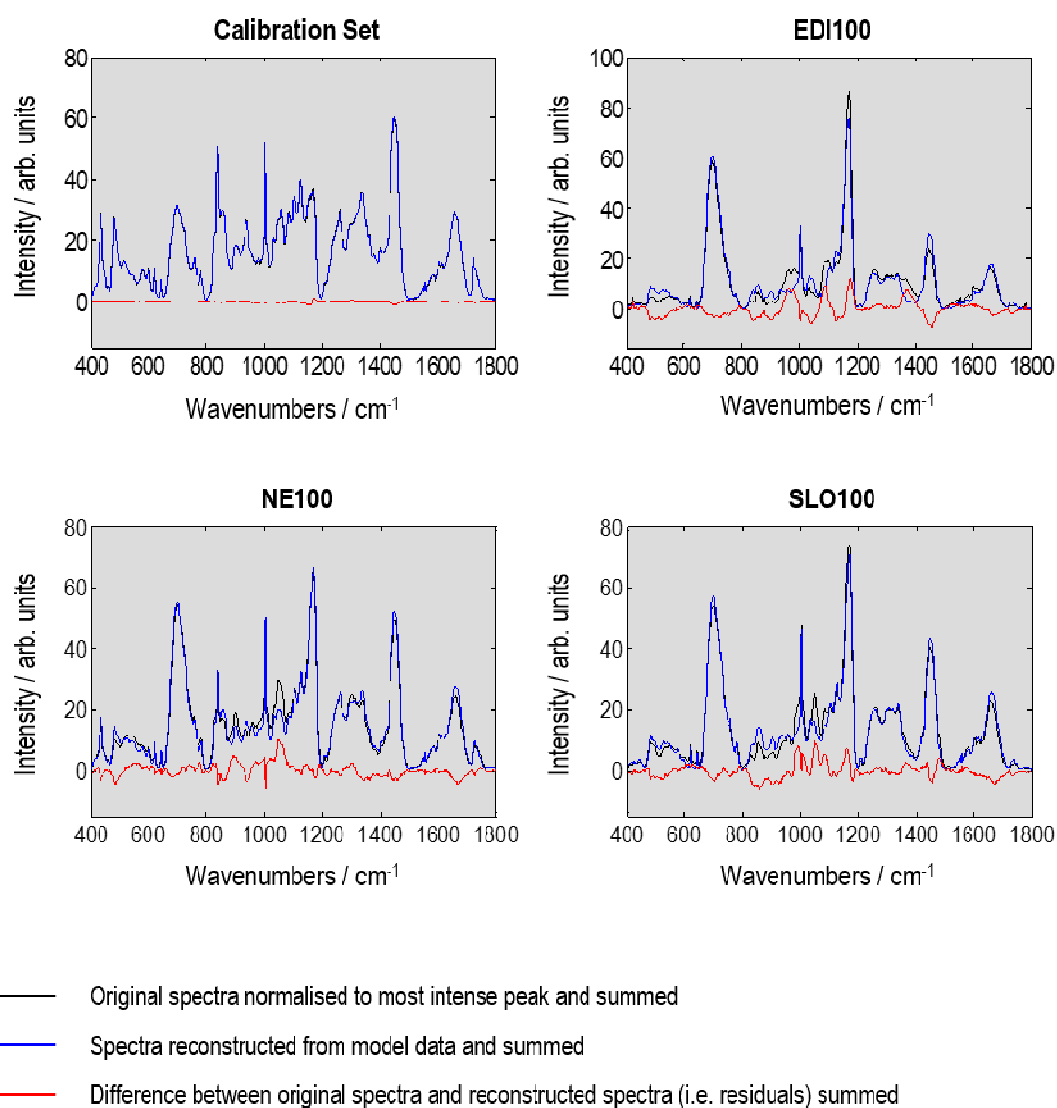 Calibration Set
EDI100
80
60
40
20
0
Intensity / arb. units
400 600 800 1000 1200 1400 1600 1800
Wavenumbers / cm-1
100
80
60
40
20
0
Intensity / arb. units
400 600 800 1000 1200 1400 1600 1800
Wavenumbers / cm-1
NE100
SLO100
80
60
40
20
0
Intensity / arb. units
400 600 800 1000 1200 1400 1600 1800
Wavenumbers / cm-1
80
60
40
20
0
Intensity / arb. units
400 600 800 1000 1200 1400 1600 1800
Wavenumbers / cm-1
Original spectra normalised to most intense peak and summed
Spectra reconstructed from model data and summed
Difference between original spectra and reconstructed spectra (i.e. residuals) summed